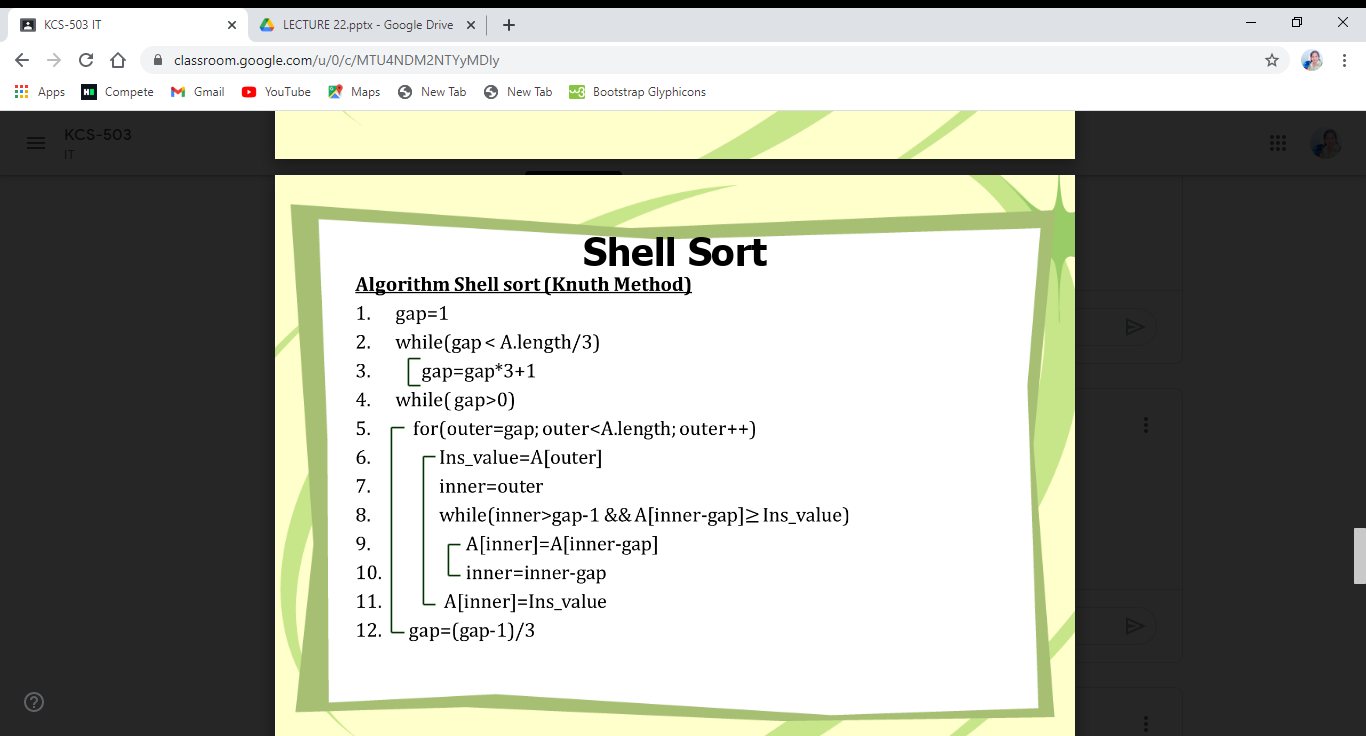 KCS-503 IT
LECTURE 22.pptx - Google Drive
classroom.google.com/u/0/c/MTU4NDM2NTYyMDIy
Apps Compete Gmail YouTube Maps New Tab New Tab Bootstrap Glyphicons
KCS-503
IT
Shell Sort
Algorithm Shell sort (Knuth Method)
1. gap=1
2. while(gap < A.length/3)
3. gap=gap*3+1
4. while( gap>0)
5. for(outer=gap; outer<A.length; outer++)
6. Ins_value=A[outer]
7. inner=outer
8. while(inner>gap-1 && A[inner-gap]≥ Ins_value)
9. A[inner]=A[inner-gap]
10. inner=inner-gap
11. A[inner]=Ins_value
12. gap=(gap-1)/3